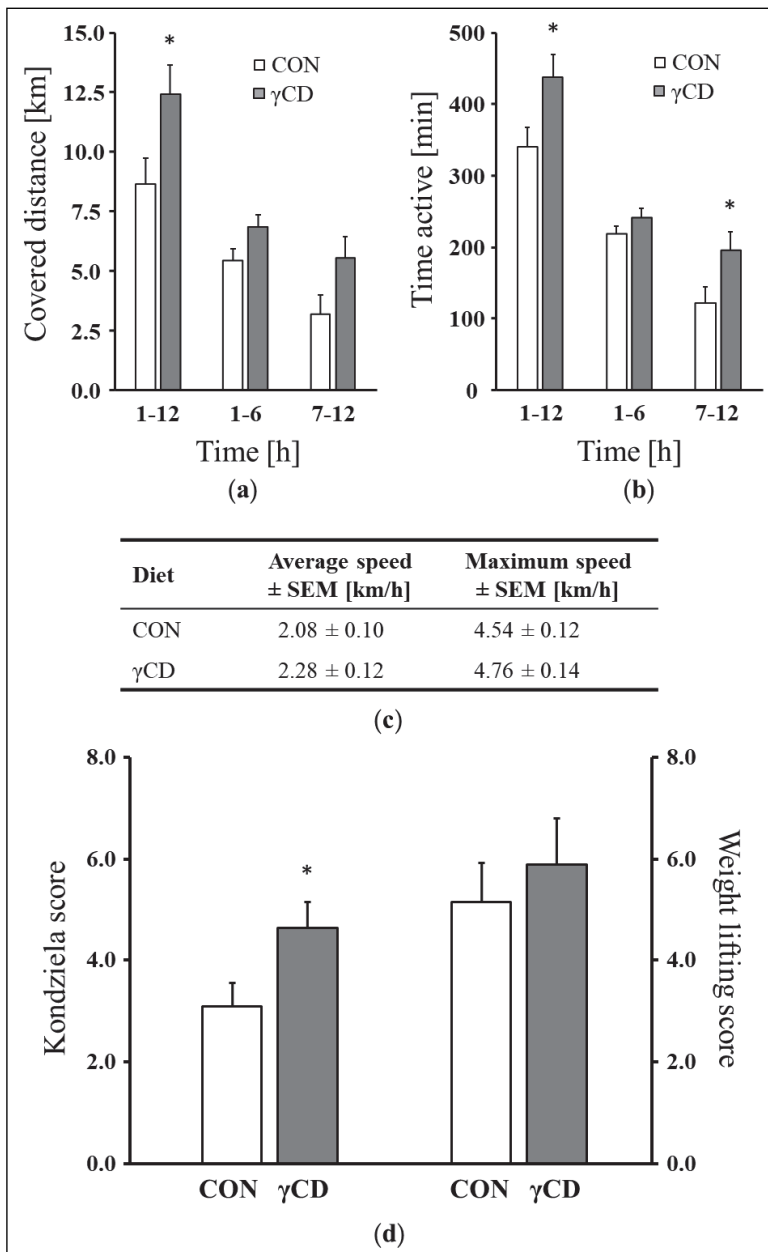 15.0
12.5
10.0
7.5
5.0
2.5
0.0
Covered distance [km]
*
CON
γCD
1-12 1-6 7-12
Time [h]
(a)
500
400
300
200
100
0
Time active [min]
*
*
CON
γCD
1-12 1-6 7-12
Time [h]
(b)
Diet Average speed ± SEM [km/h] Maximum speed ± SEM [km/h]
CON 2.08 ± 0.10 4.54 ± 0.12
γCD 2.28 ± 0.12 4.76 ± 0.14
(c)
8.0
6.0
4.0
2.0
0.0
Kondziela score
*
8.0
6.0
4.0
2.0
0.0
Weight lifting score
CON γCD CON γCD
(d)